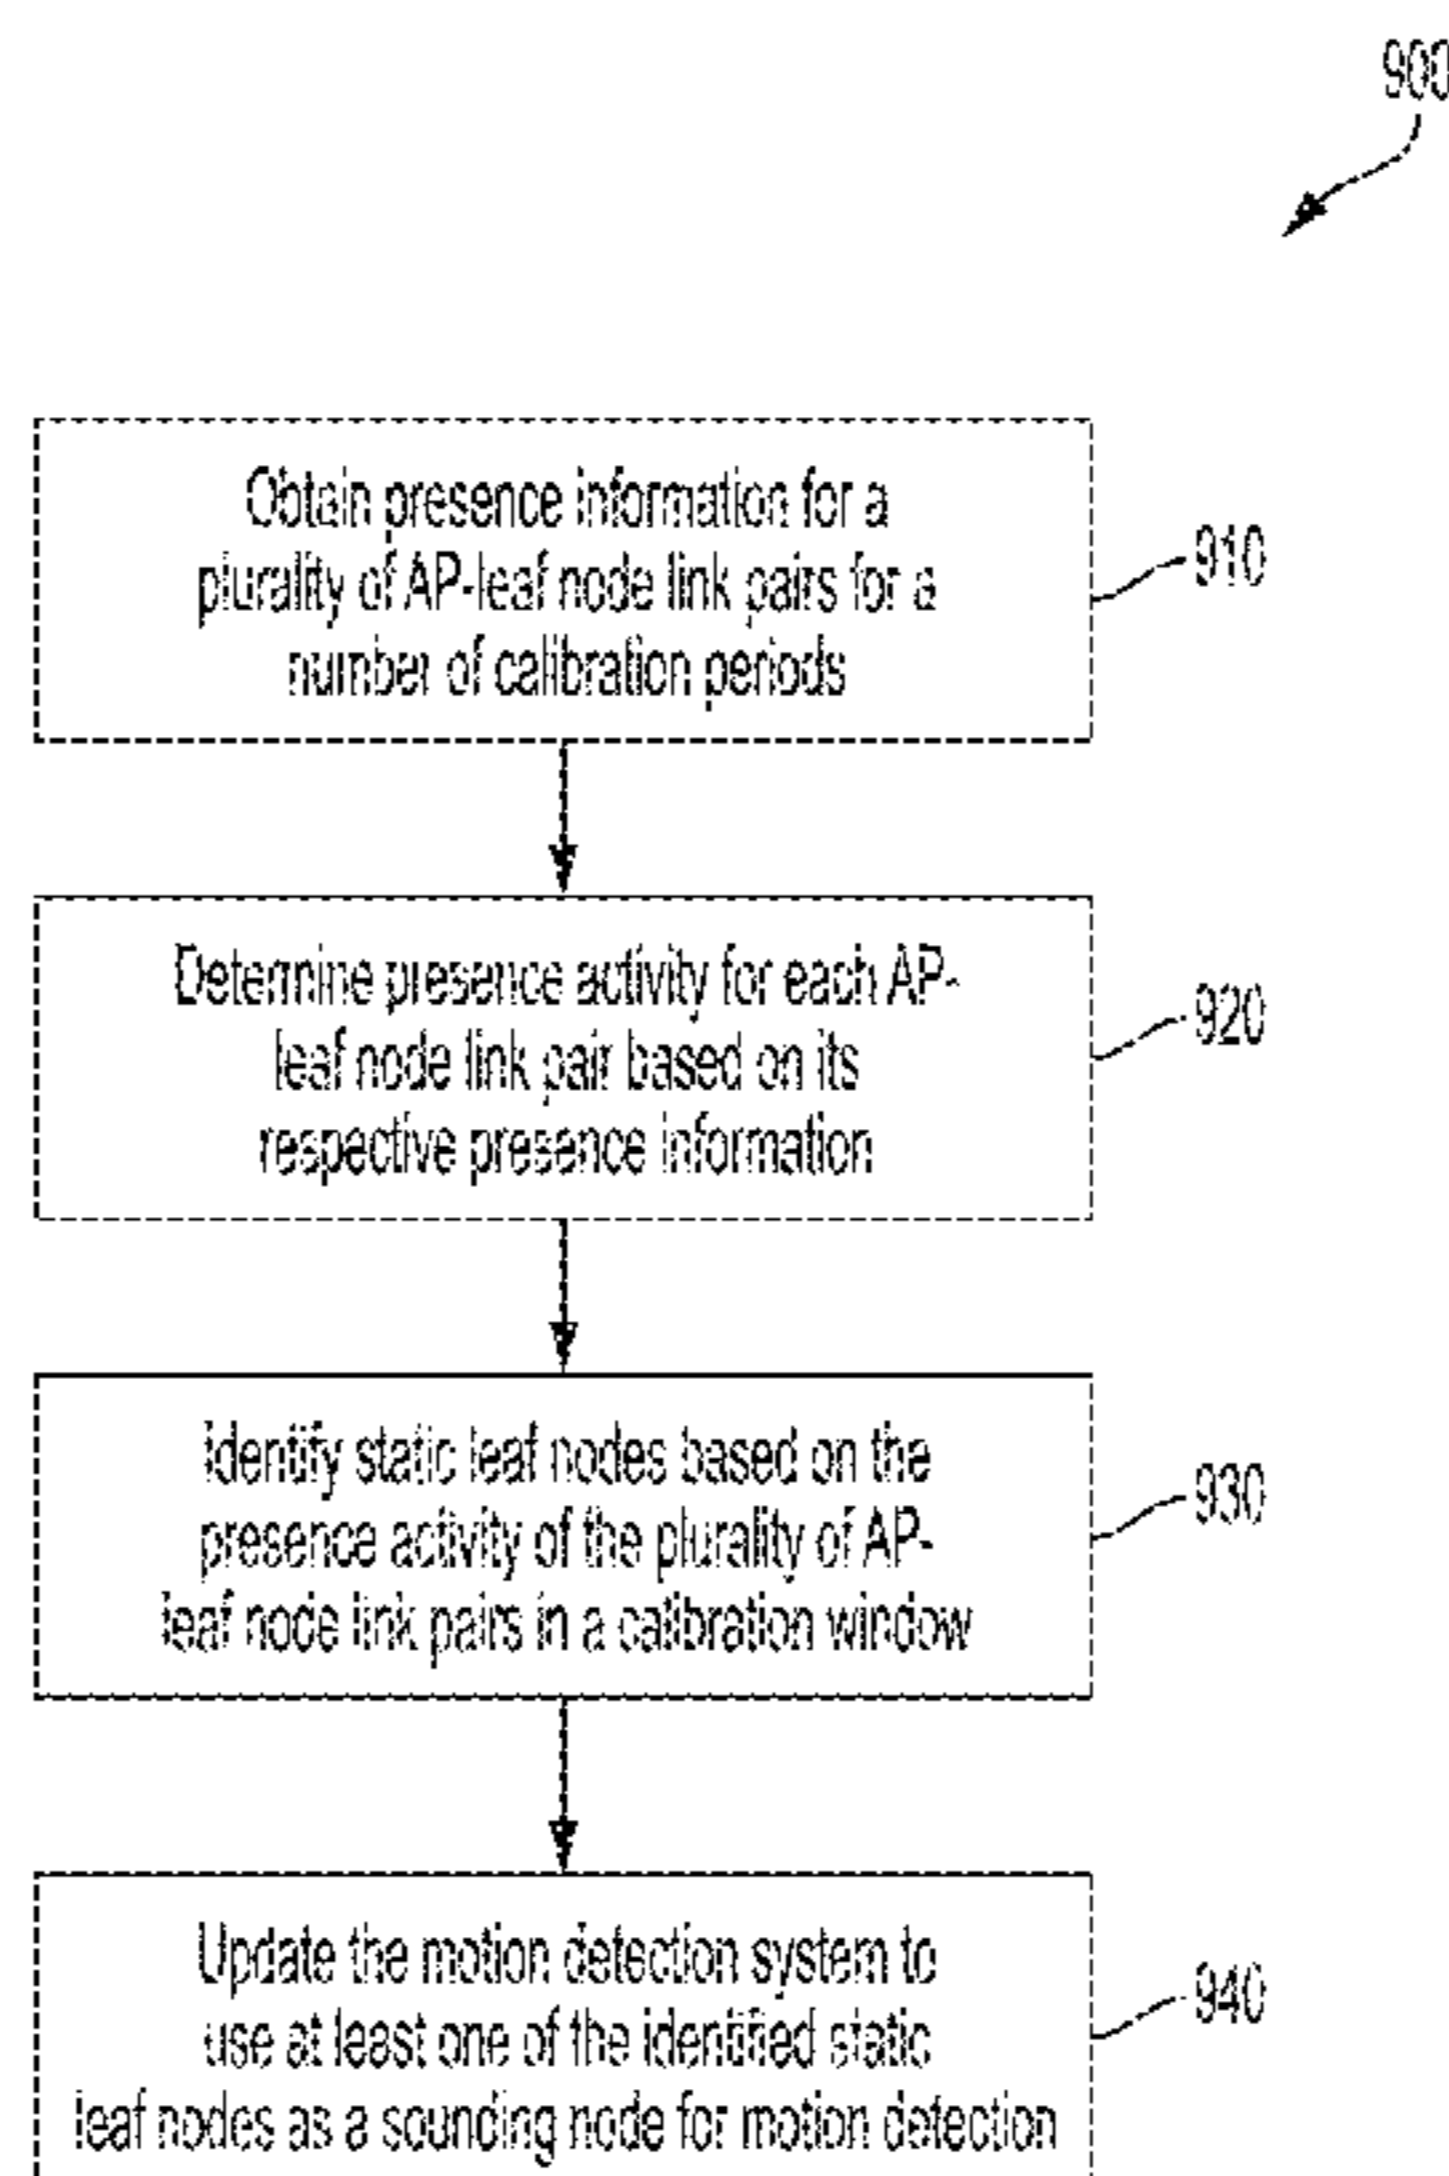 900
Obtain presence information for a
plurality of AP-leaf node link pairs for a
number of calibration periods
910
Determine presence activity for each AP-
leaf node link pair based on its
respective presence information
920
Identify static leaf nodes based on the
presence activity of the plurality of AP-
leaf node link pairs in a calibration window
930
Update the motion detection system to
use at least one of the identified static
leaf nodes as a sounding node for motion detection
940